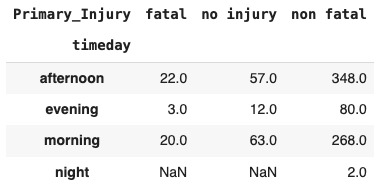 Primary_Injury fatal no injury non fatal
timeday
afternoon 22.0 57.0 348.0
evening 3.0 12.0 80.0
morning 20.0 63.0 268.0
night NaN NaN 2.0